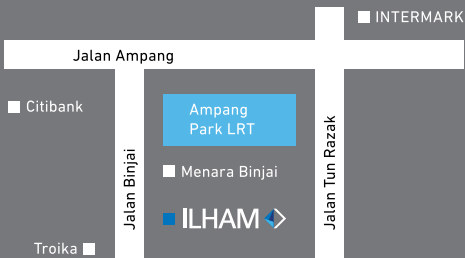 INTERMARK
Jalan Ampang
Citibank
Ampang
Park LRT
Jalan Binjai
Jalan Tun Razak
Menara Binjai
ILHAM
Troika